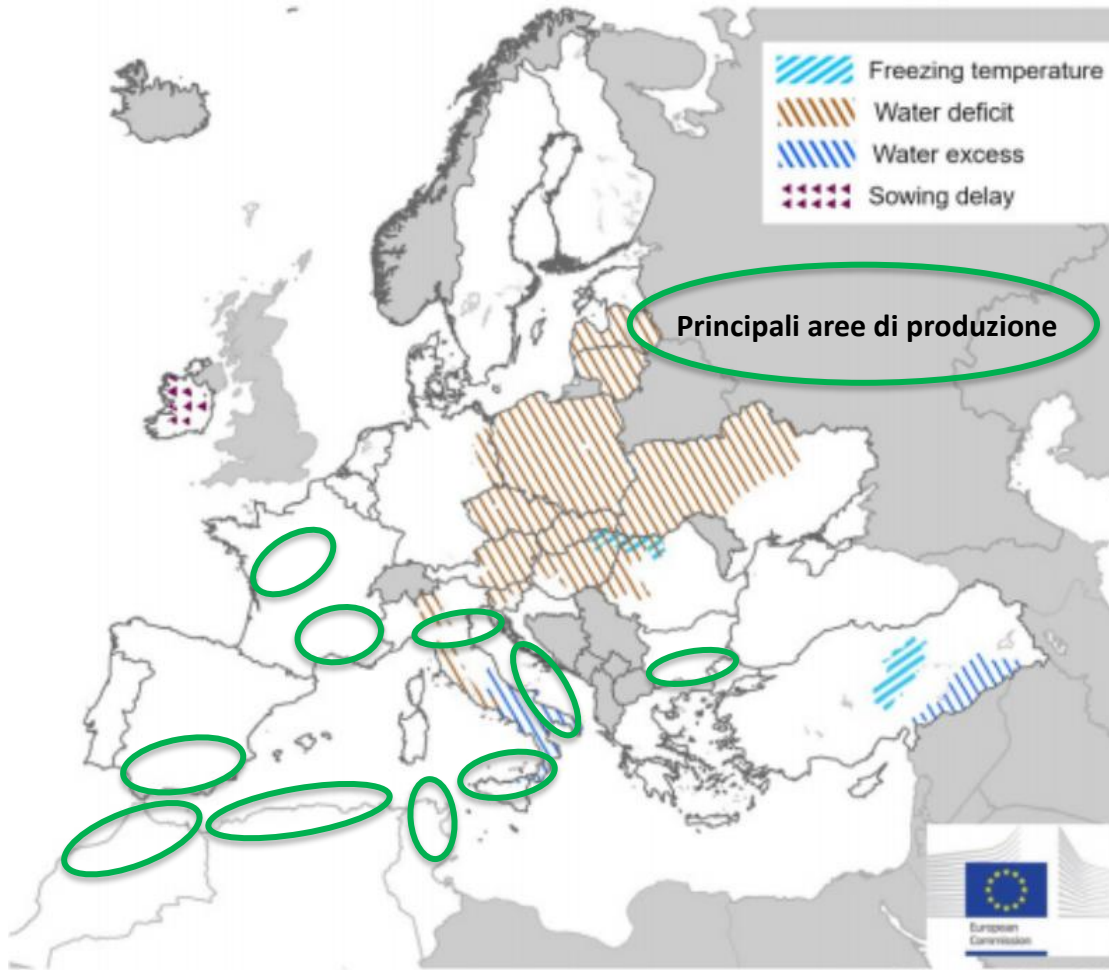 Freezing temperature
Water deficit
Water excess
Sowing delay
Principali aree di produzione
European
Commission